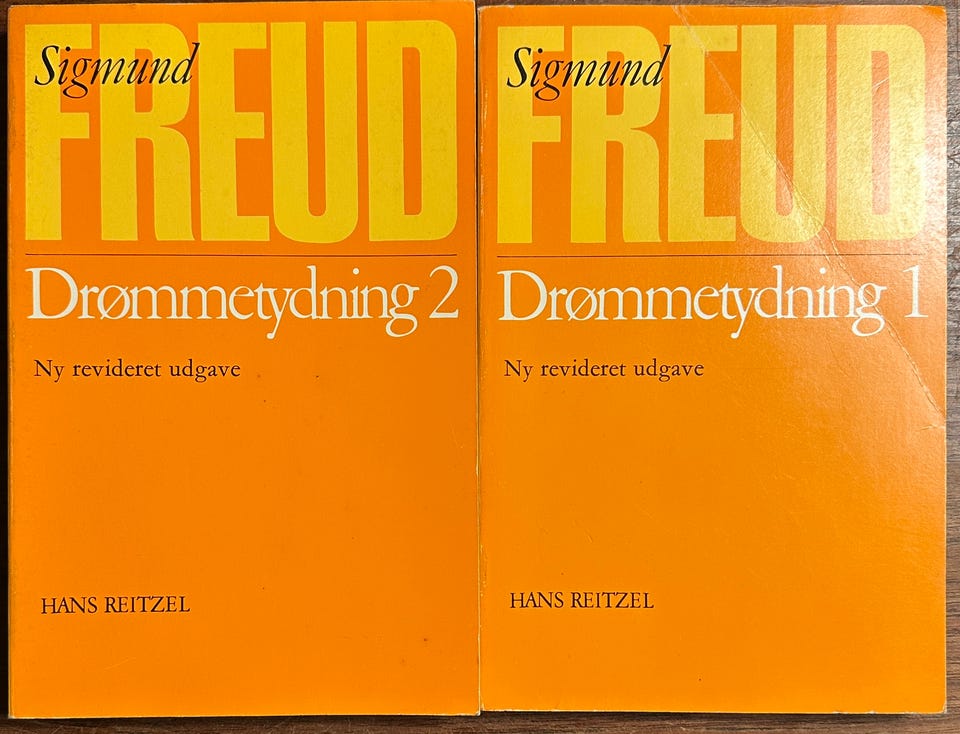 Sigmund
FREUD
Drømmetydning 2
Ny revideret udgave
HANS REITZEL
Sigmund
FREUD
Drømmetydning 1
Ny revideret udgave
HANS REITZEL